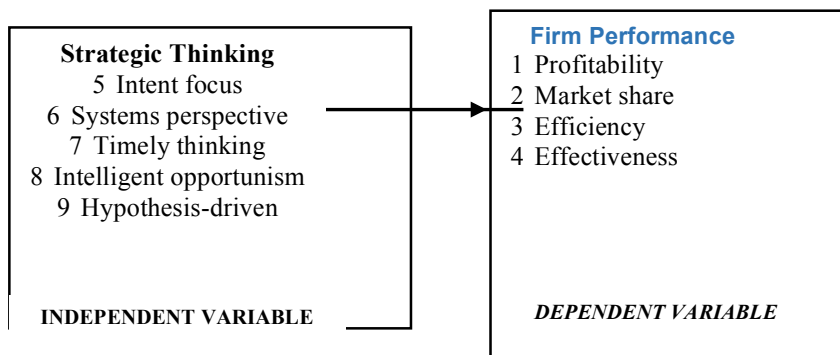 Strategic Thinking
5 Intent focus
6 Systems perspective
7 Timely thinking
8 Intelligent opportunism
9 Hypothesis-driven
INDEPENDENT VARIABLE
Firm Performance
1 Profitability
2 Market share
3 Efficiency
4 Effectiveness
DEPENDENT VARIABLE